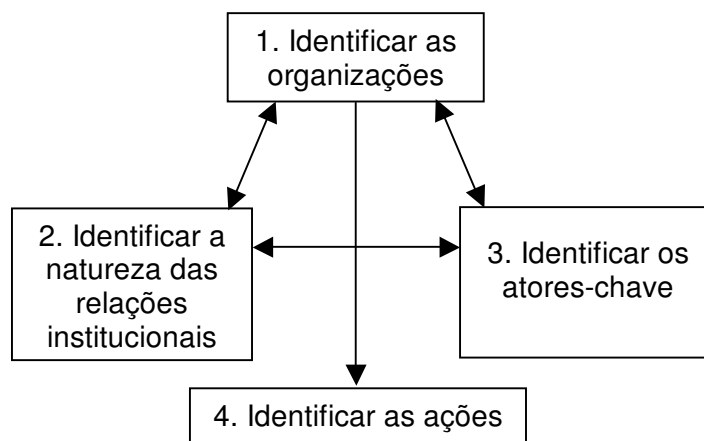 1. Identificar as
organizações
2. Identificar a
natureza das
relações
institucionais
3. Identificar os
atores-chave
4. Identificar as ações